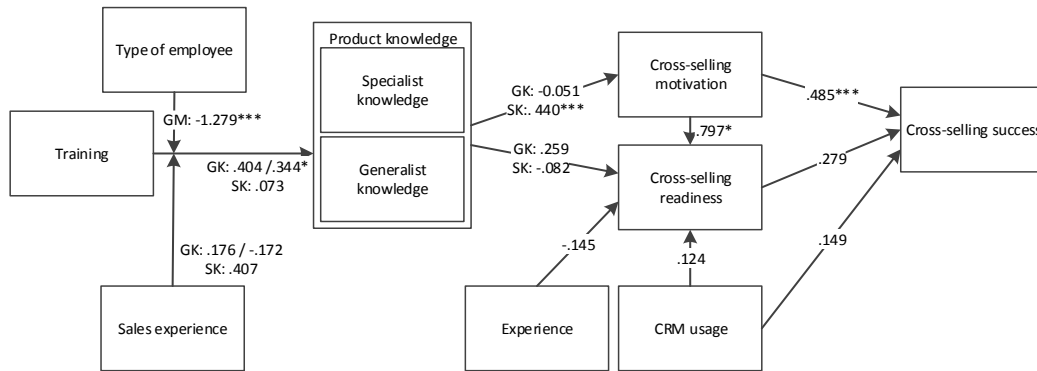 Type of employee
Product knowledge
Specialist
knowledge
Cross-selling
motivation
GK: -0.051
SK:. 440***
.485***
GM: -1.279***
Training
GK: .404 /.344*
SK: .073
Generalist
knowledge
.797*
GK: .259
SK: -.082
Cross-selling
readiness
.279
Cross-selling success
GK: .176 / -.172
SK: .407
-.145
.124
.149
Sales experience
Experience
CRM usage